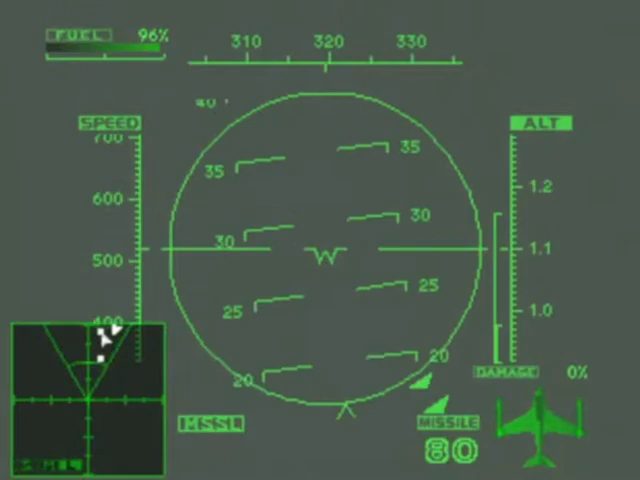 FUEL 96%
310 320 330
40
SPEED ALT
700
35 35
600 1.2
30 30
500 1.1
25 25
400 1.0
20 20
DAMAGE 0%
MSSL MISSILE
80